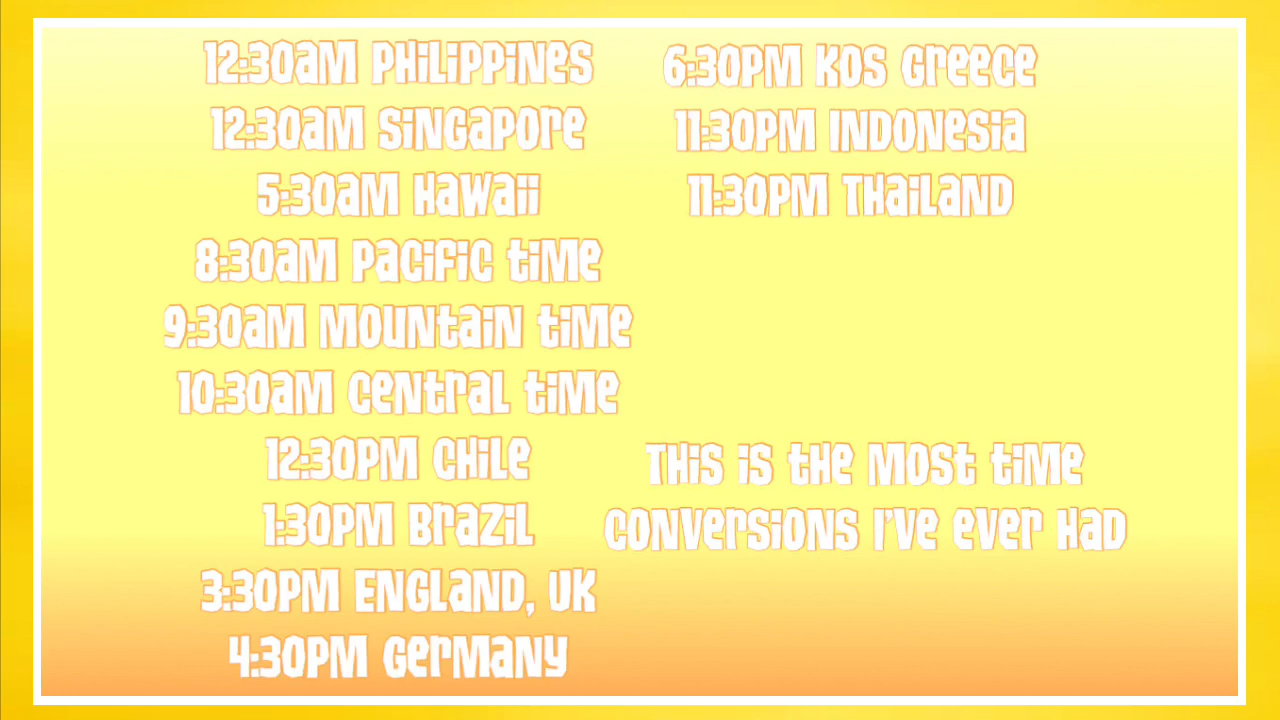 12:30AM Philippines
12:30AM Singapore
5:30AM Hawaii
8:30AM Pacific Time
9:30AM Mountain Time
10:30AM Central Time
12:30PM Chile
1:30PM Brazil
3:30PM England, UK
4:30PM Germany
6:30PM Kos Greece
11:30PM Indonesia
11:30PM Thailand
This is the most time
conversions I've ever had